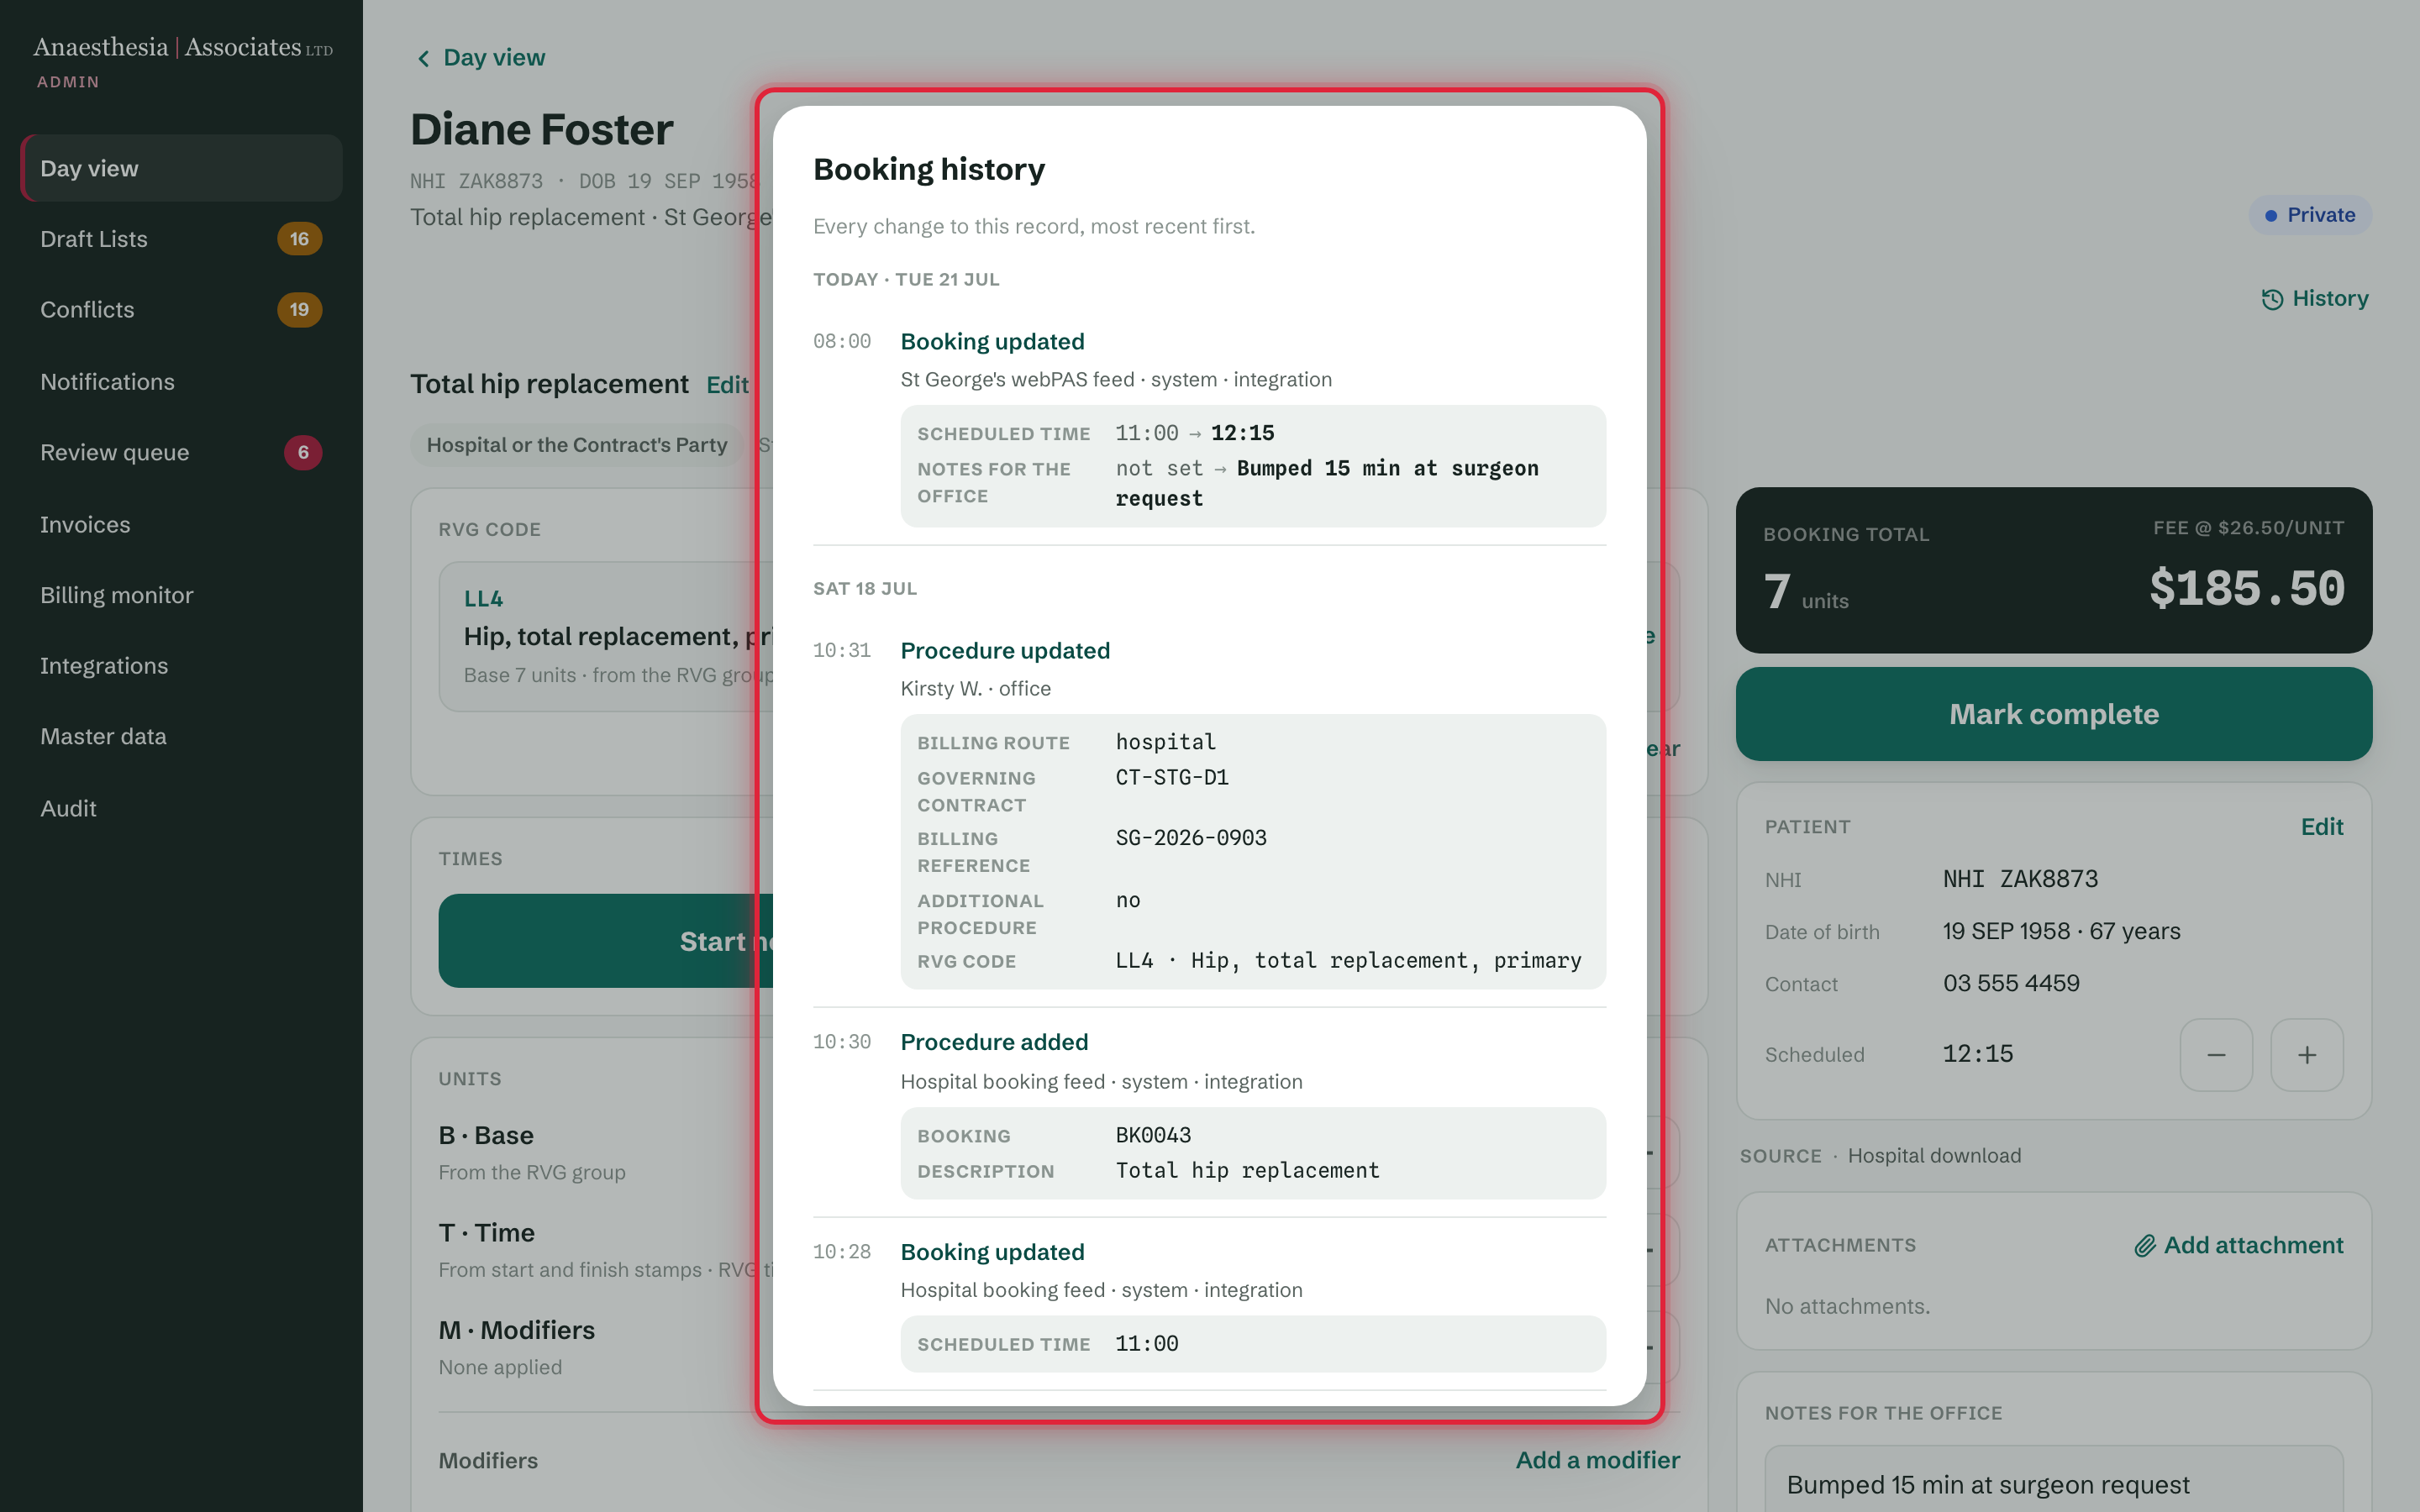 Anaesthesia | Associates LTD
ADMIN
Day view
Draft Lists 16
Conflicts 19
Notifications
Review queue 6
Invoices
Billing monitor
Integrations
Master data
Audit
Day view
Diane Foster
NHI ZAK8873 · DOB 19 SEP 1958
Total hip replacement · St George'
Private
History
Total hip replacement Edit
Hospital or the Contract's Party
RVG CODE
LL4
Hip, total replacement, pri
Base 7 units · from the RVG group
TIMES
Start
UNITS
B · Base
From the RVG group
T · Time
From start and finish stamps · RVG
M · Modifiers
None applied
Modifiers
Add a modifier
Booking history
Every change to this record, most recent first.
TODAY · TUE 21 JUL
08:00 Booking updated
St George's webPAS feed · system · integration
SCHEDULED TIME 11:00 → 12:15
NOTES FOR THE OFFICE not set → Bumped 15 min at surgeon
request
SAT 18 JUL
10:31 Procedure updated
Kirsty W. · office
BILLING ROUTE hospital
GOVERNING CONTRACT CT-STG-D1
BILLING REFERENCE SG-2026-0903
ADDITIONAL PROCEDURE no
RVG CODE LL4 · Hip, total replacement, primary
10:30 Procedure added
Hospital booking feed · system · integration
BOOKING BK0043
DESCRIPTION Total hip replacement
10:28 Booking updated
Hospital booking feed · system · integration
SCHEDULED TIME 11:00
BOOKING TOTAL
FEE @ $26.50/UNIT
7 units
$185.50
Mark complete
PATIENT Edit
NHI NHI ZAK8873
Date of birth 19 SEP 1958 · 67 years
Contact 03 555 4459
Scheduled 12:15 − +
SOURCE · Hospital download
ATTACHMENTS Add attachment
No attachments.
NOTES FOR THE OFFICE
Bumped 15 min at surgeon request